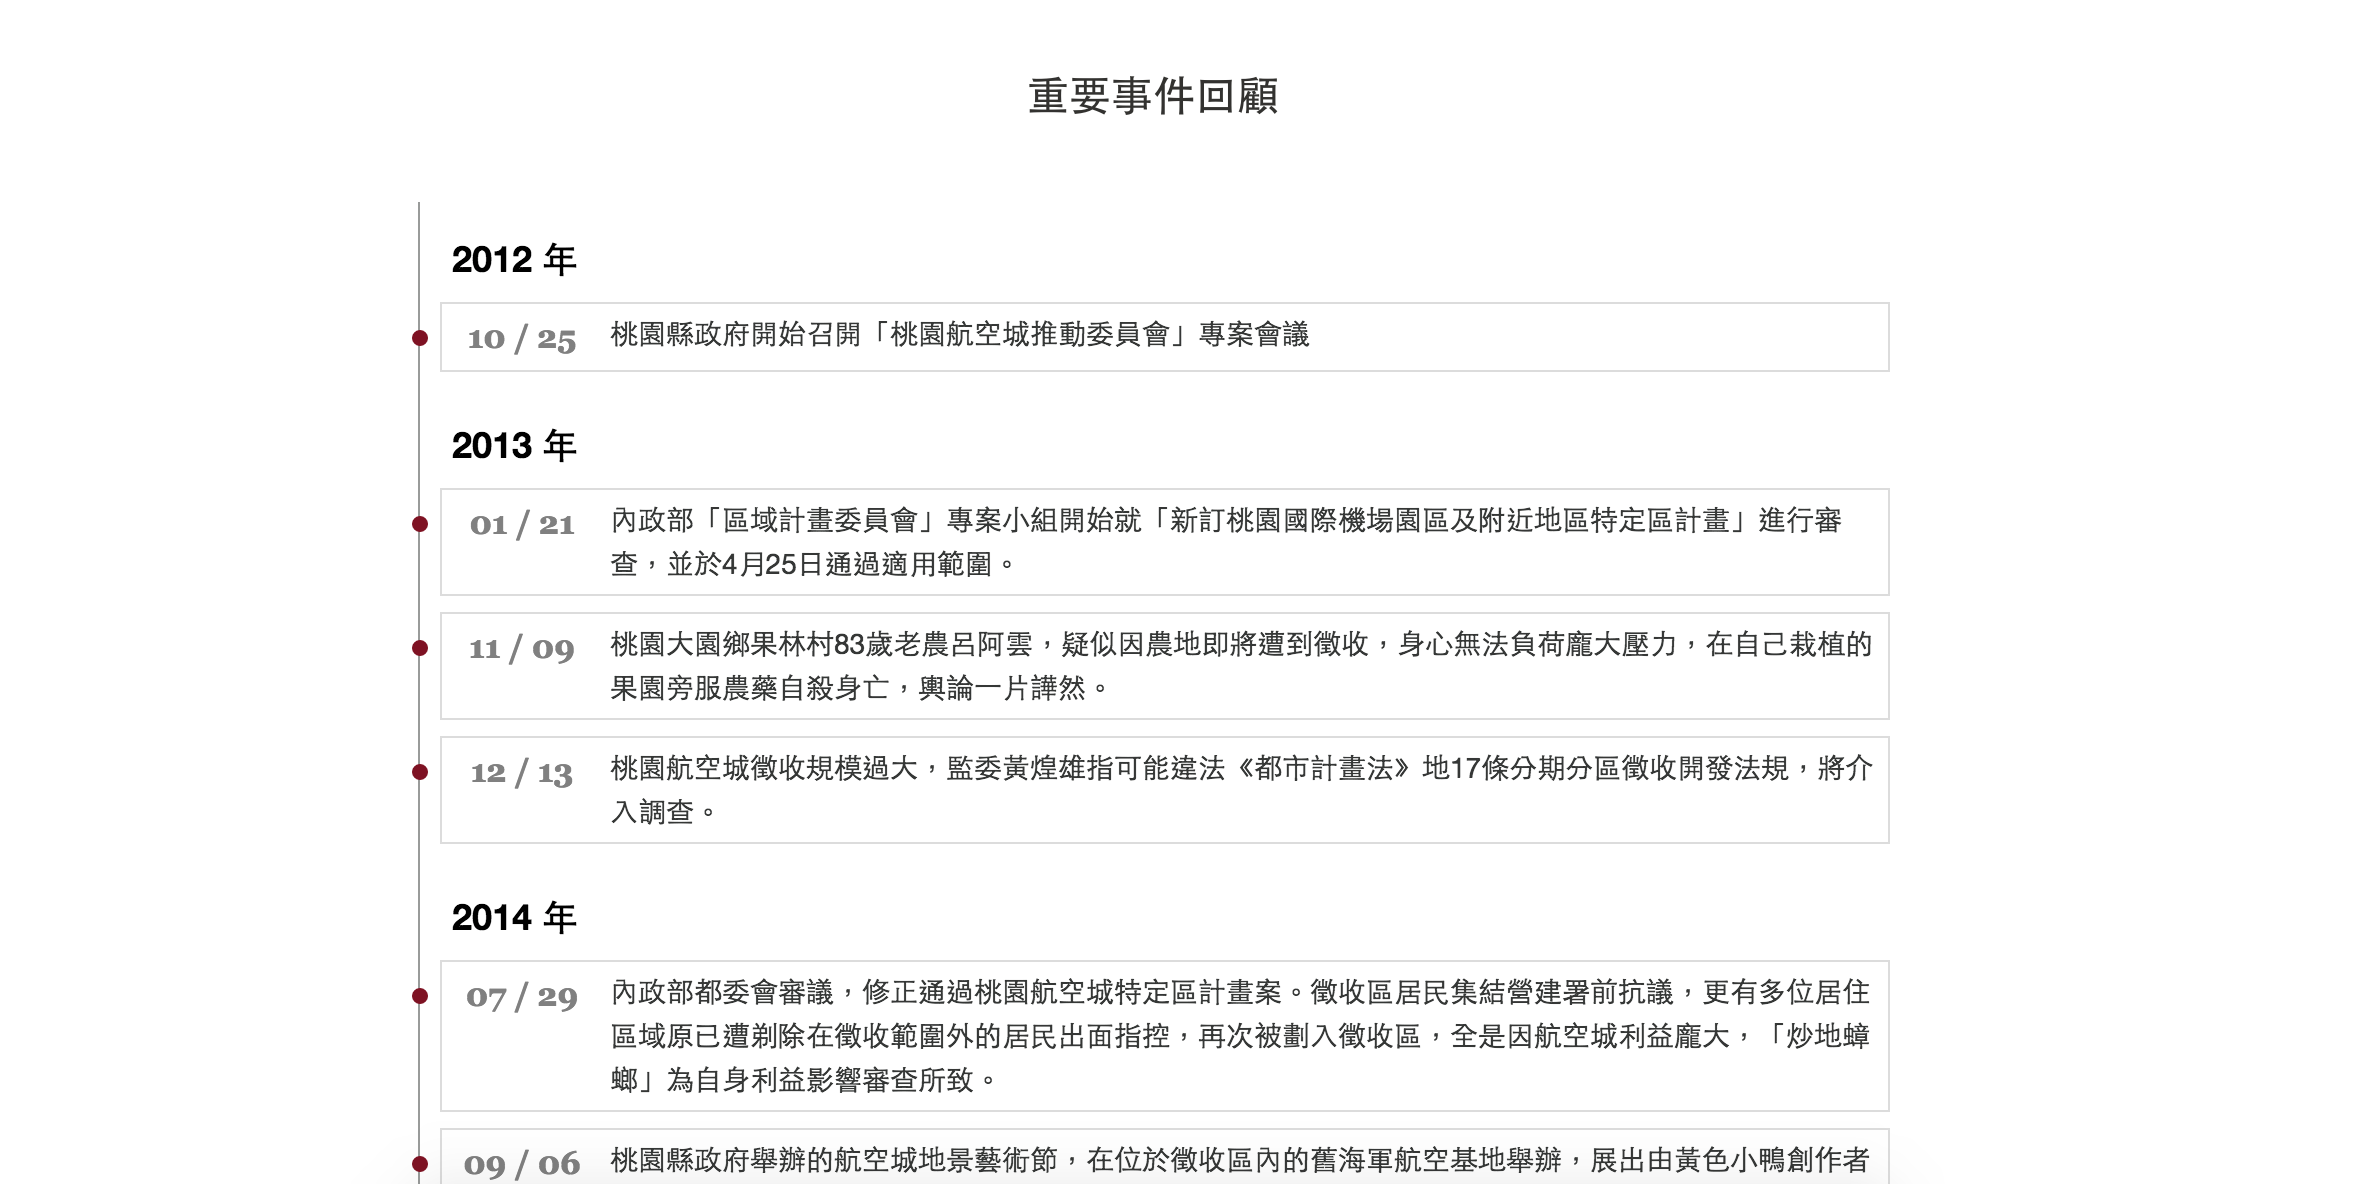 重要事件回顧
2012 年
10 / 25 桃園縣政府開始召開「桃園航空城推動委員會」專案會議
2013 年
01 / 21 內政部「區域計畫委員會」專案小組開始就「新訂桃園國際機場園區及附近地區特定區計畫」進行審
查，並於4月25日通過適用範圍。
11 / 09 桃園大園鄉果林村83歲老農呂阿雲，疑似因農地即將遭到徵收，身心無法負荷龐大壓力，在自己栽植的
果園旁服農藥自殺身亡，輿論一片譁然。
12 / 13 桃園航空城徵收規模過大，監委黃煌雄指可能違法《都市計畫法》地17條分期分區徵收開發法規，將介
入調查。
2014 年
07 / 29 內政部都委會審議，修正通過桃園航空城特定區計畫案。徵收區居民集結營建署前抗議，更有多位居住
區域原已遭剃除在徵收範圍外的居民出面指控，再次被劃入徵收區，全是因航空城利益龐大，「炒地蟑
螂」為自身利益影響審查所致。
09 / 06 桃園縣政府舉辦的航空城地景藝術節，在位於徵收區內的舊海軍航空基地舉辦，展出由黃色小鴨創作者